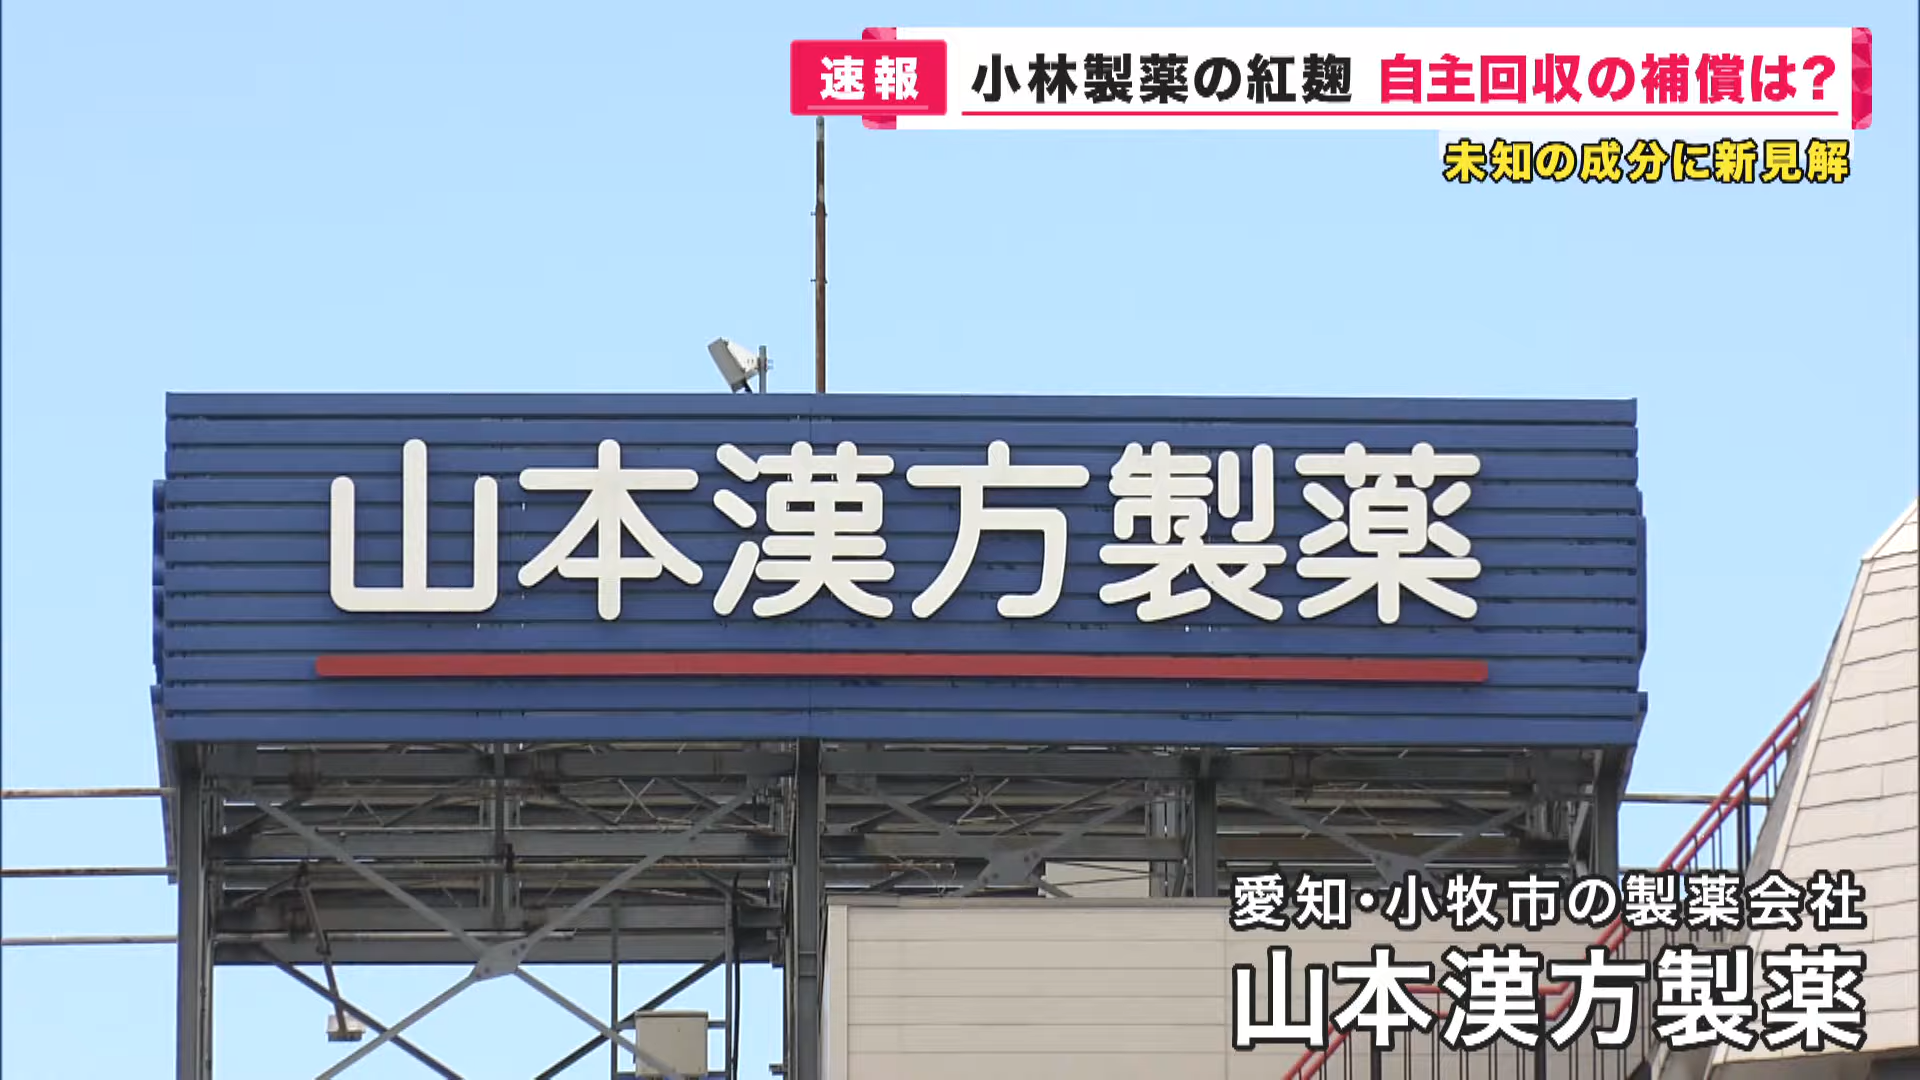 速報 小林製薬の紅麹 自主回収の補償は?
未知の成分に新見解
山本漢方製薬
愛知・小牧市の製薬会社
山本漢方製薬